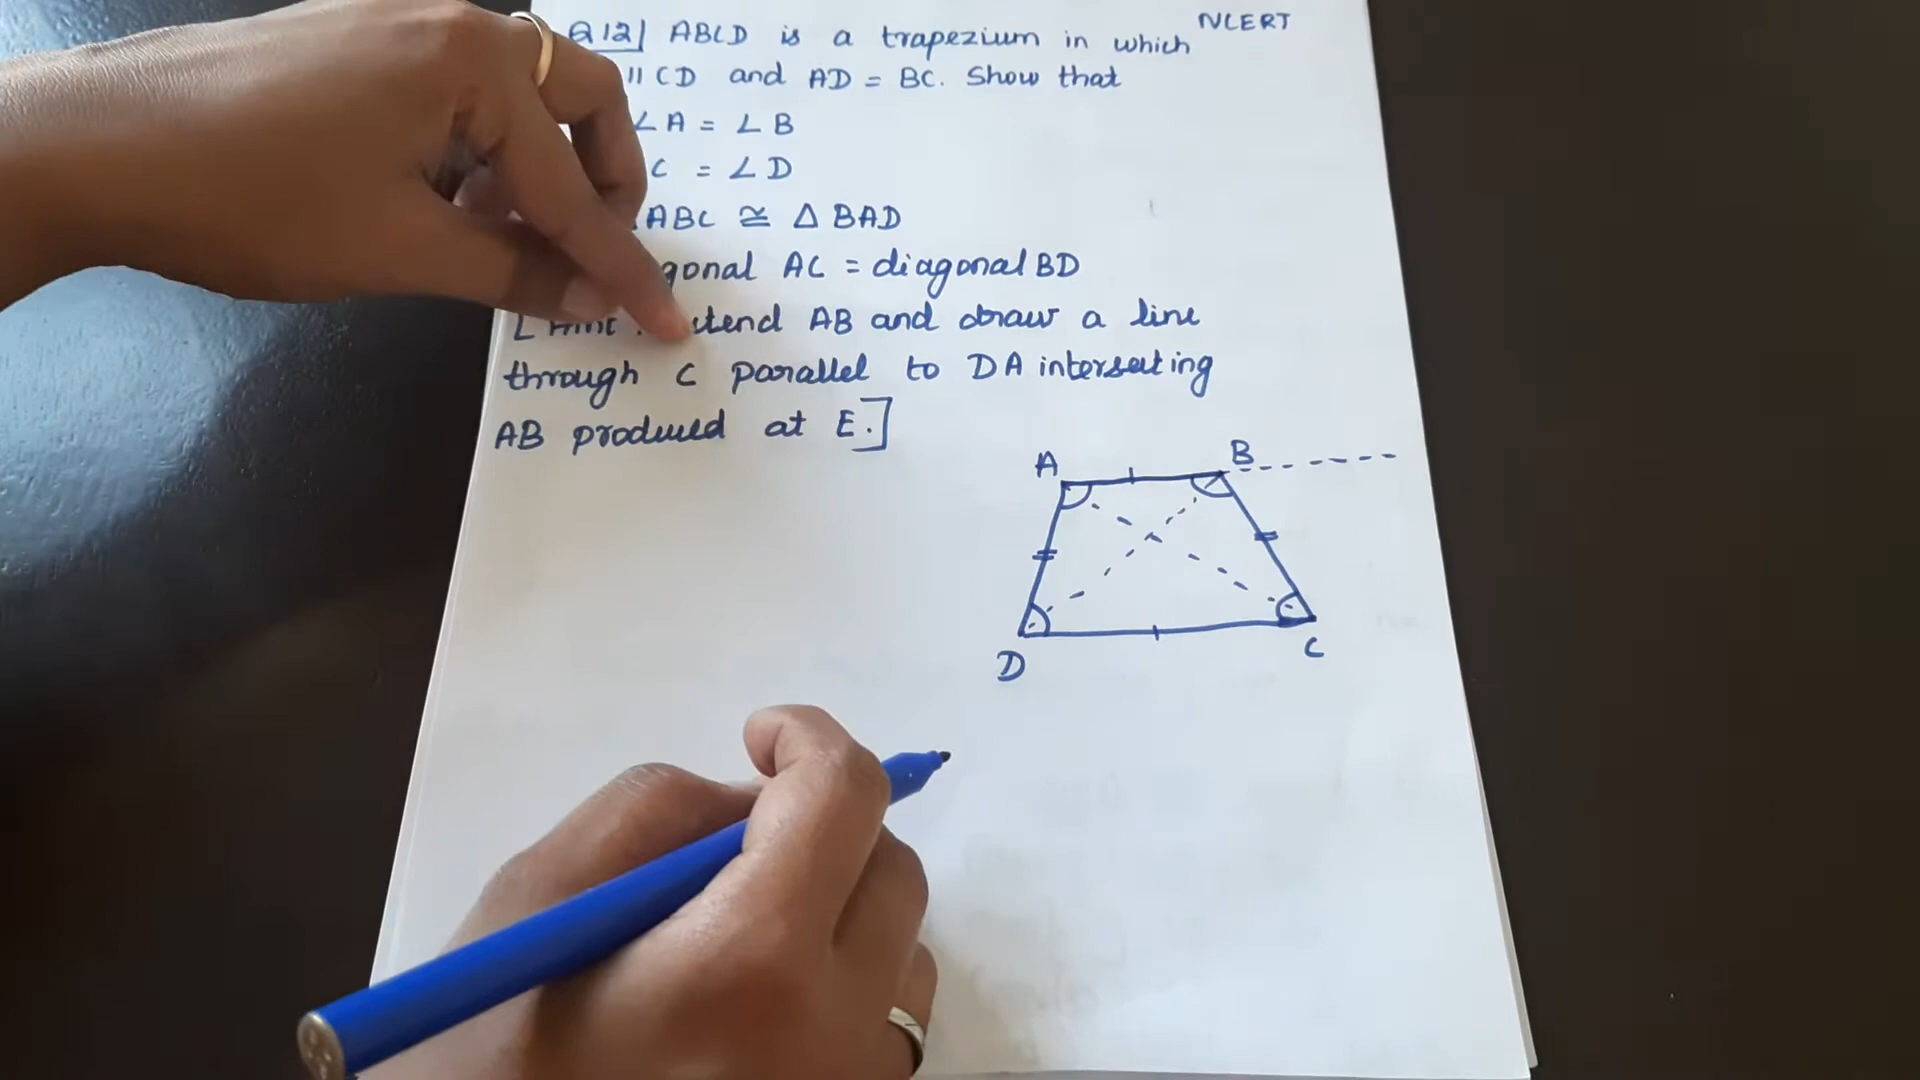 Q12| ABCD is a trapezium in which
NCERT
|| CD and AD = BC. Show that
∠A = ∠B
C = ∠D
ABC ≅ △ BAD
gonal AC = diagonal BD
tend AB and draw a line
through C parallel to DA intersecting
AB produced at E.]
A
B
D
C